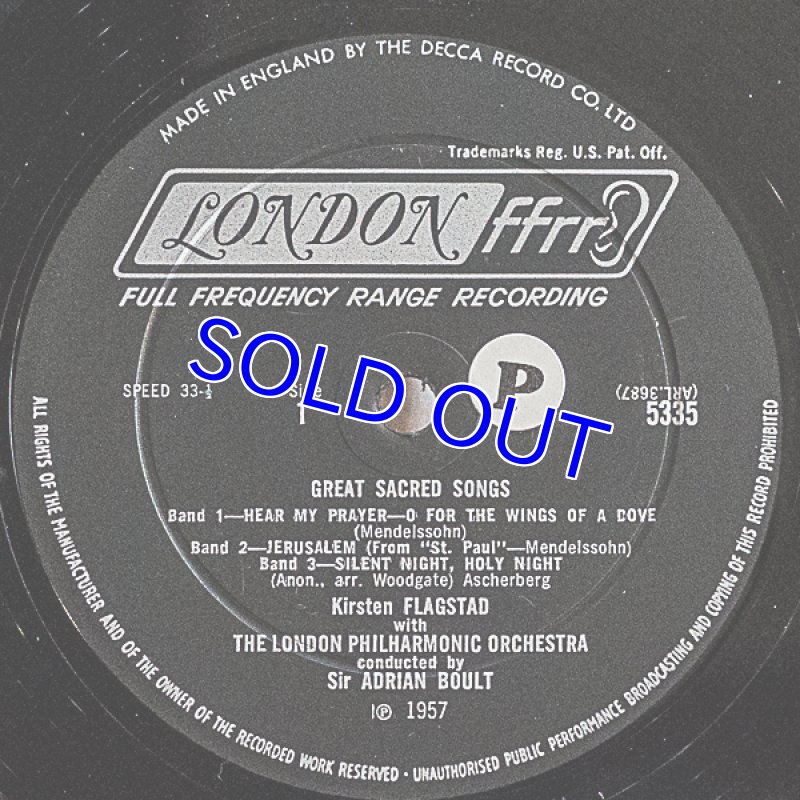 MADE IN ENGLAND BY THE DECCA RECORD CO. LTD
Trademarks Reg. U.S. Pat. Off.
LONDON ffrr
FULL FREQUENCY RANGE RECORDING
SOLD OUT
P
SPEED 33-⅓
Side
1
(ARL.3687)
5335
GREAT SACRED SONGS
Band 1—HEAR MY PRAYER—O FOR THE WINGS OF A DOVE
(Mendelssohn)
Band 2—JERUSALEM (From "St. Paul"—Mendelssohn)
Band 3—SILENT NIGHT, HOLY NIGHT
(Anon., arr. Woodgate) Ascherberg
Kirsten FLAGSTAD
with
THE LONDON PHILHARMONIC ORCHESTRA
conducted by
Sir ADRIAN BOULT
℗ 1957
ALL RIGHTS OF THE MANUFACTURER AND OF THE OWNER OF THE RECORDED WORK RESERVED · UNAUTHORISED PUBLIC PERFORMANCE BROADCASTING AND COPYING OF THIS RECORD PROHIBITED